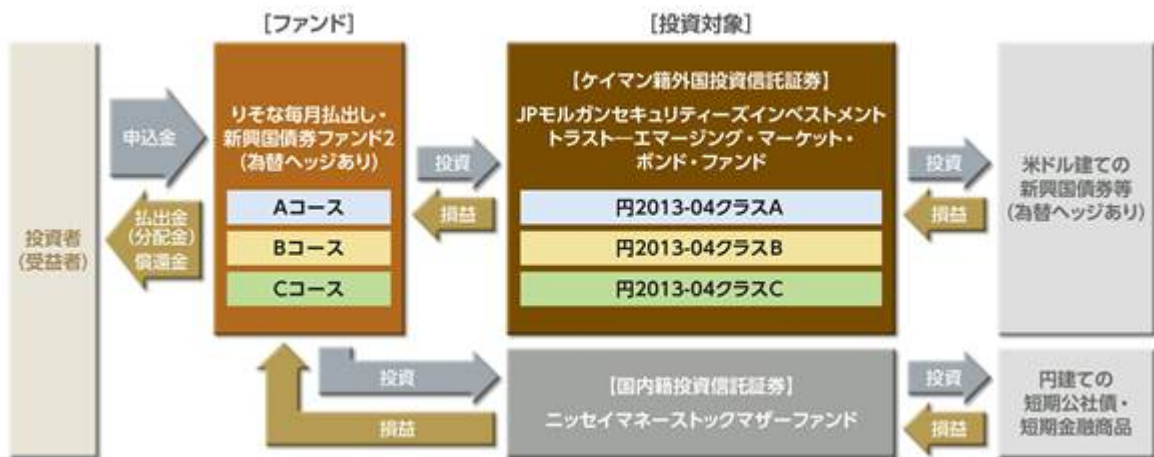 [ファンド]
[投資対象]
投資者
(受益者)
申込金
払出金
(分配金)
償還金
りそな毎月払出し・
新興国債券ファンド2
(為替ヘッジあり)
Aコース
Bコース
Cコース
投資
損益
【ケイマン籍外国投資信託証券】
JPモルガンセキュリティーズインベストメント
トラスト―エマージング・マーケット・
ボンド・ファンド
円2013-04クラスA
円2013-04クラスB
円2013-04クラスC
投資
損益
米ドル建ての
新興国債券等
(為替ヘッジあり)
投資
損益
【国内籍投資信託証券】
ニッセイマネーストックマザーファンド
投資
損益
円建ての
短期公社債・
短期金融商品